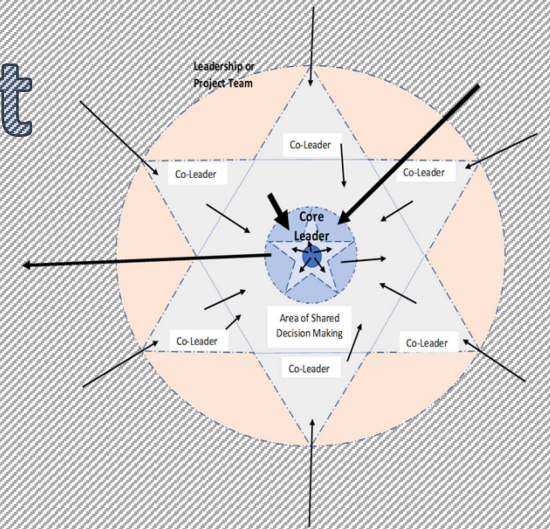 t
Leadership or
Project Team
Co-Leader
Co-Leader
Co-Leader
Core
Leader
Area of Shared
Decision Making
Co-Leader
Co-Leader
Co-Leader